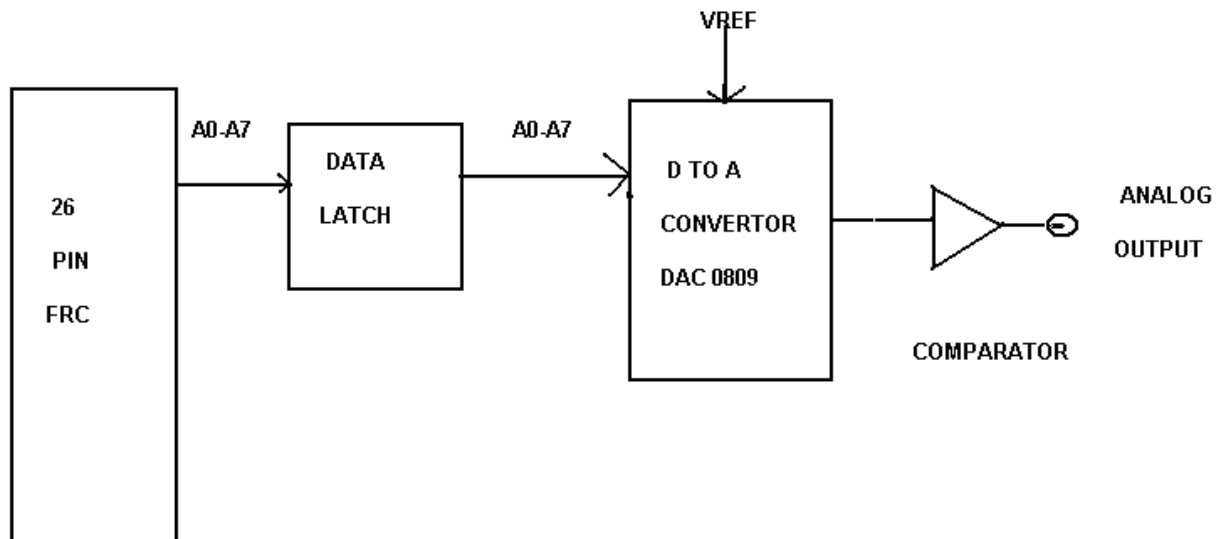 VREF
A0-A7
A0-A7
26
PIN
FRC
DATA
LATCH
D TO A
CONVERTOR
DAC 0809
ANALOG
OUTPUT
COMPARATOR